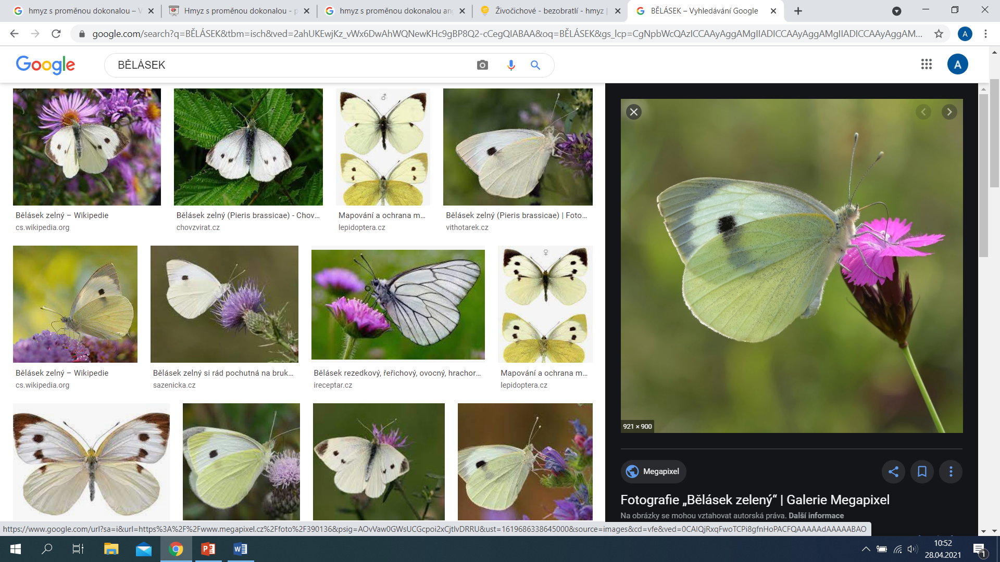 hmyz s proměnou dokonalou – V
Hmyz s proměnou dokonalou - p
hmyz s proměnou dokonalou an
Živočichové - bezobratlí - hmyz |
BĚLÁSEK – Vyhledávání Google
google.com/search?q=BĚLÁSEK&tbm=isch&ved=2ahUKEwjKz_vWx6DwAhWQNewKHc9gBP8Q2-cCegQIABAA&oq=BĚLÁSEK&gs_lcp=CgNpbWcQAzICCAAyAggAMgIIADICCAAyAggAMgIIADICCAAyAggAM...
A
Google
BĚLÁSEK
A
Bělásek zelný – Wikipedie
cs.wikipedia.org
Bělásek zelný (Pieris brassicae) - Chov...
chovzvirat.cz
♂
Mapování a ochrana m...
lepidoptera.cz
Bělásek zelný (Pieris brassicae) | Foto...
vithotarek.cz
Bělásek zelný – Wikipedie
cs.wikipedia.org
Bělásek zelný si rád pochutná na bruk...
sazenicka.cz
Bělásek rezedkový, řeřichový, ovocný, hrachor...
ireceptar.cz
♀
Mapování a ochrana m...
lepidoptera.cz
921 × 900
Megapixel
Fotografie „Bělásek zelený“ | Galerie Megapixel
Na obrázky se mohou vztahovat autorská práva. Další informace
https://www.google.com/url?sa=i&url=https%3A%2F%2Fwww.megapixel.cz%2Ffoto%2F390136&psig=AOvVaw0GWsUCGcpoi2xCjtlvDRRU&ust=1619686338645000&source=images&cd=vfe&ved=0CAIQjRxqFwoTCPi8gfnHoPACFQAAAAAdAAAAABAO
10:52
28.04.2021
1